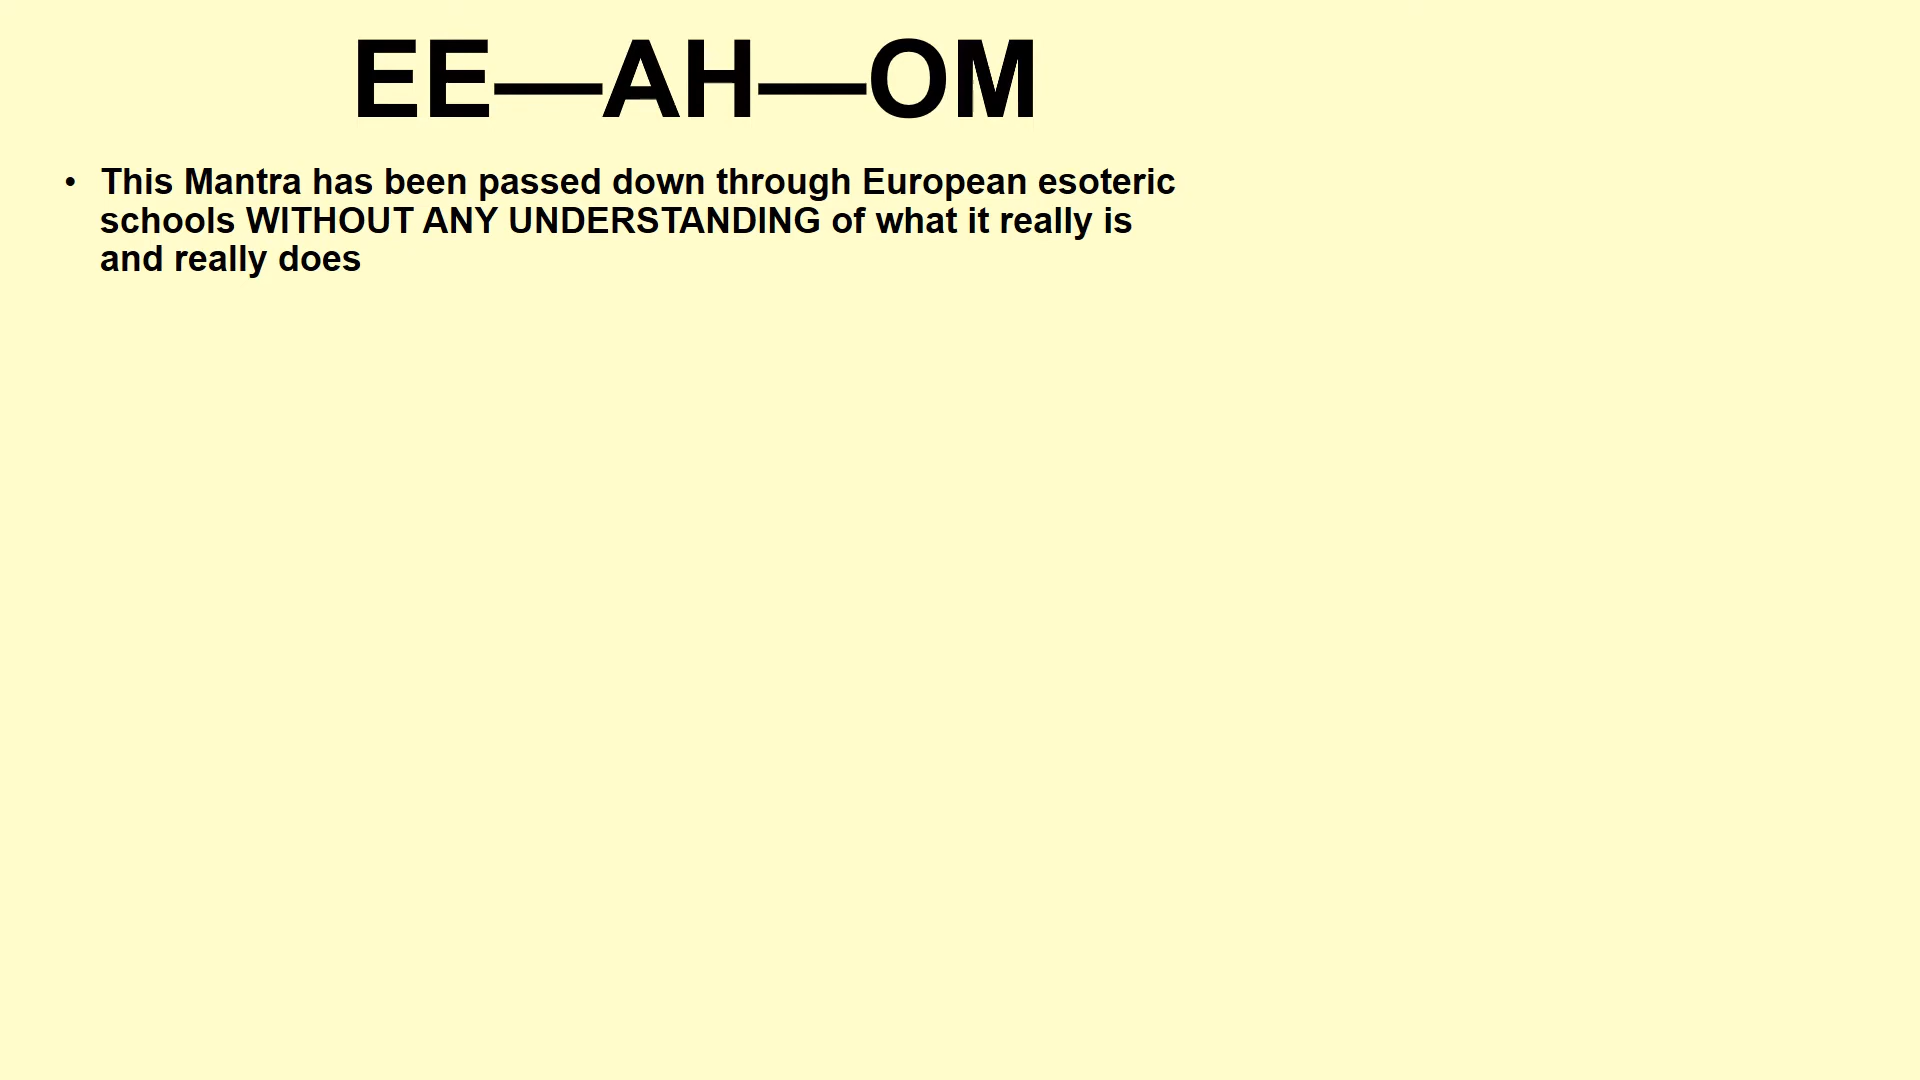 EE—AH—OM
• This Mantra has been passed down through European esoteric
schools WITHOUT ANY UNDERSTANDING of what it really is
and really does